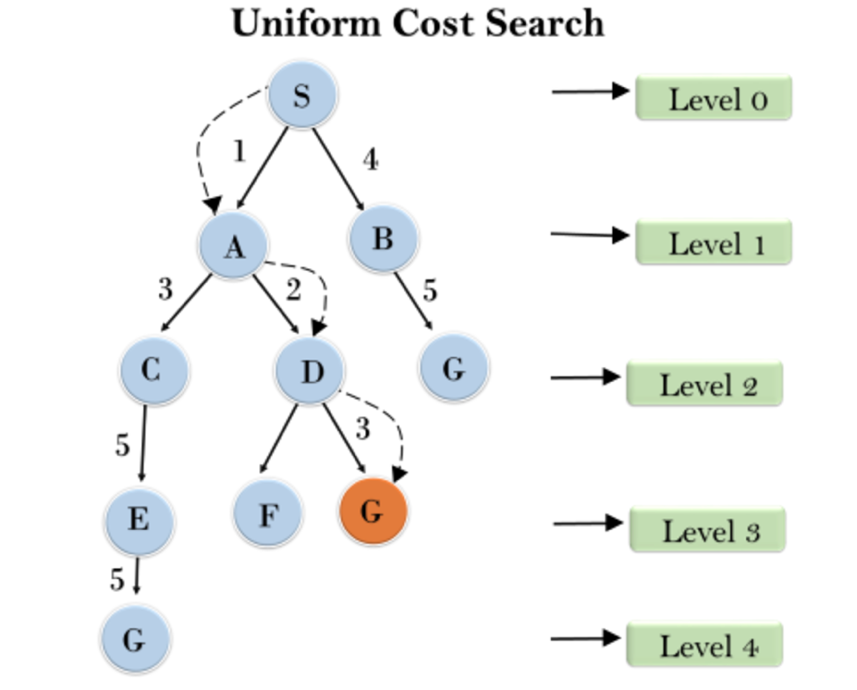 Uniform Cost Search
S
Level 0
1
4
A
B
Level 1
3
2
5
C
D
G
Level 2
5
3
E
F
G
Level 3
5
G
Level 4